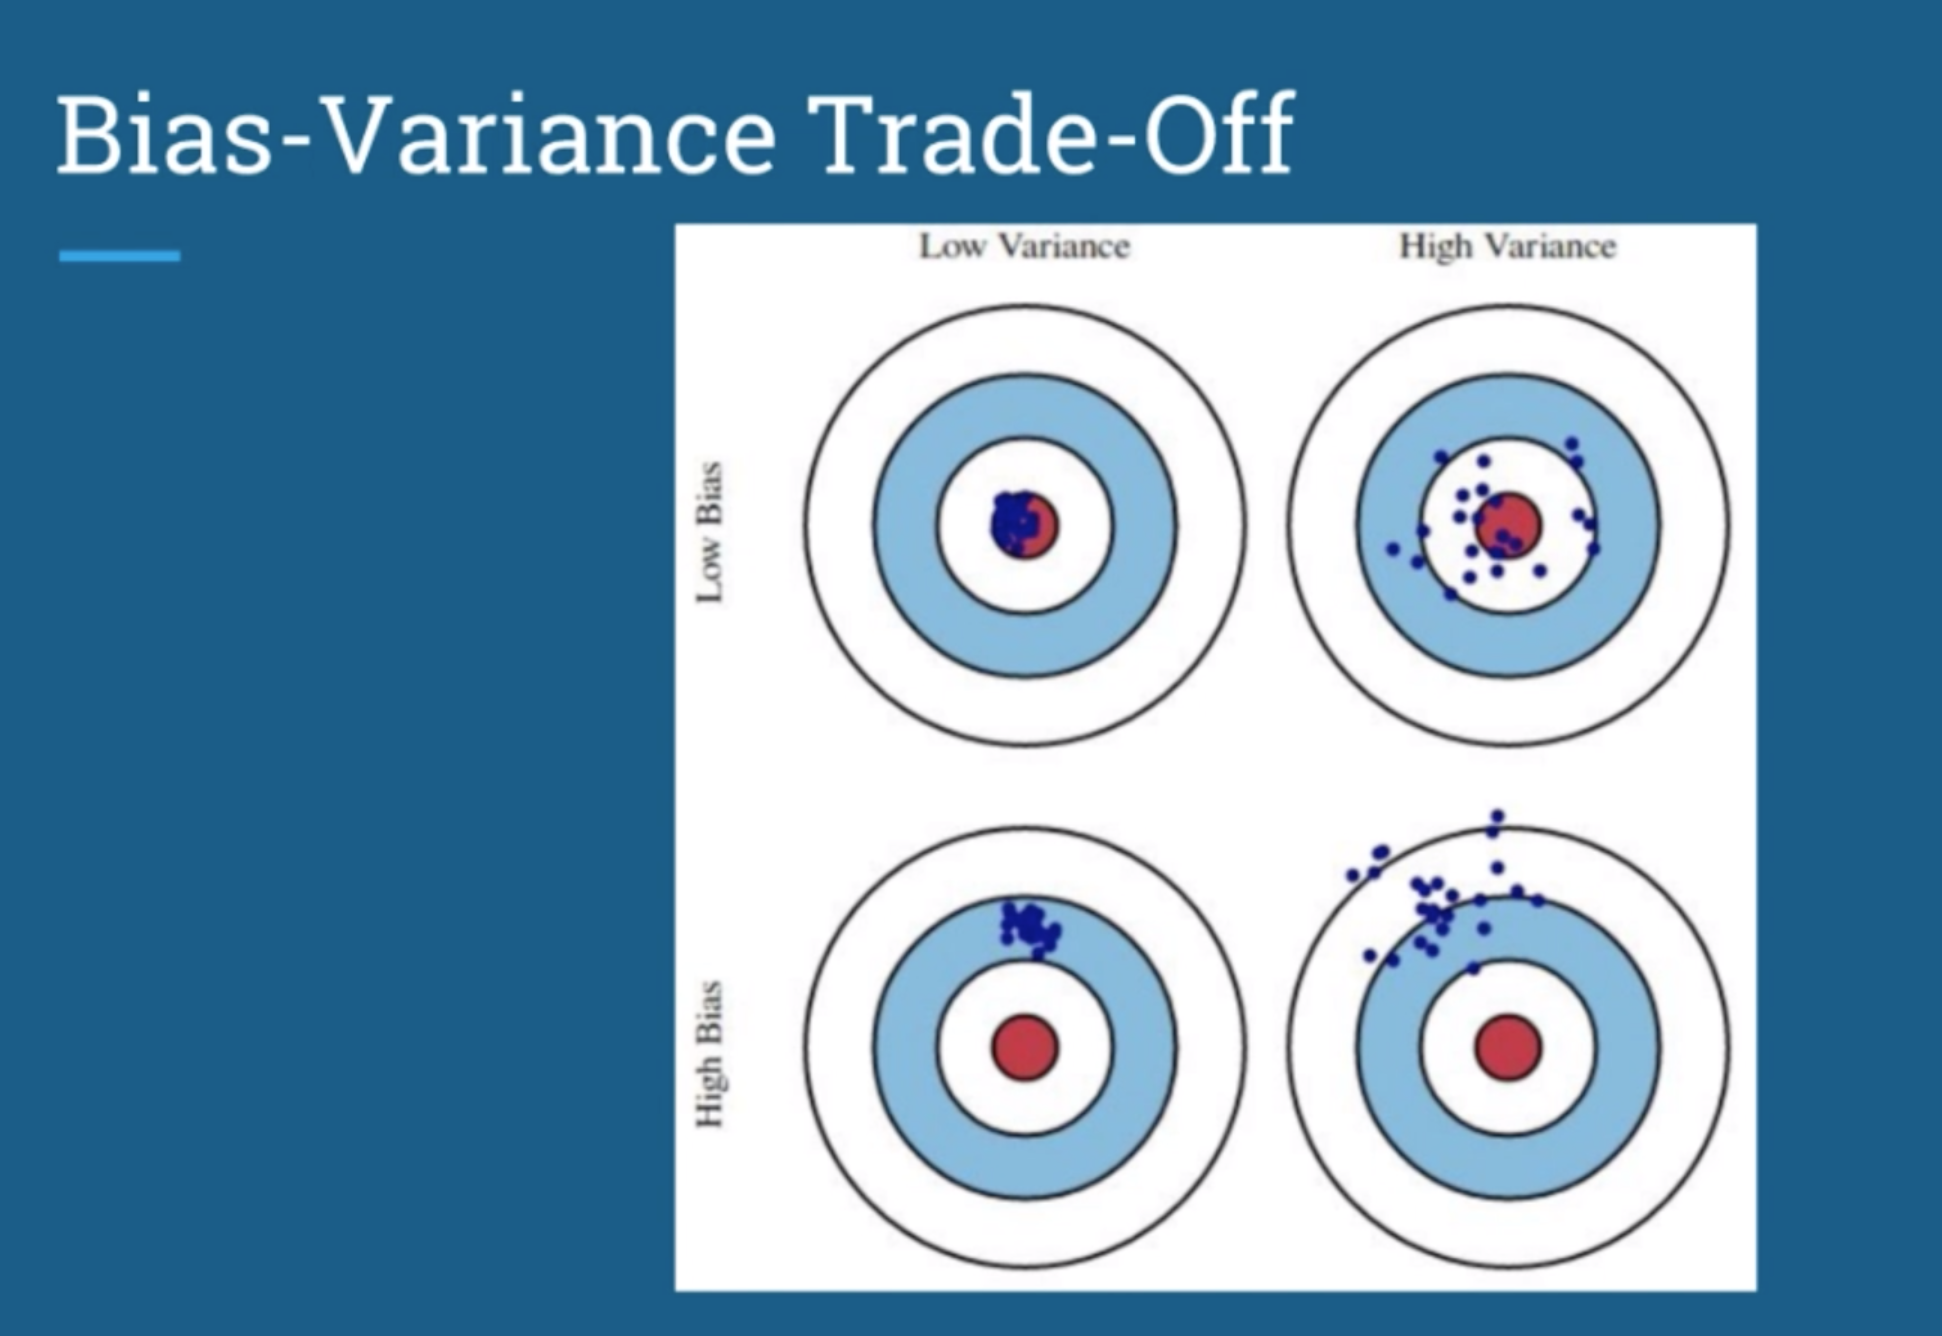 Bias-Variance Trade-Off
Low Variance
High Variance
Low Bias
High Bias